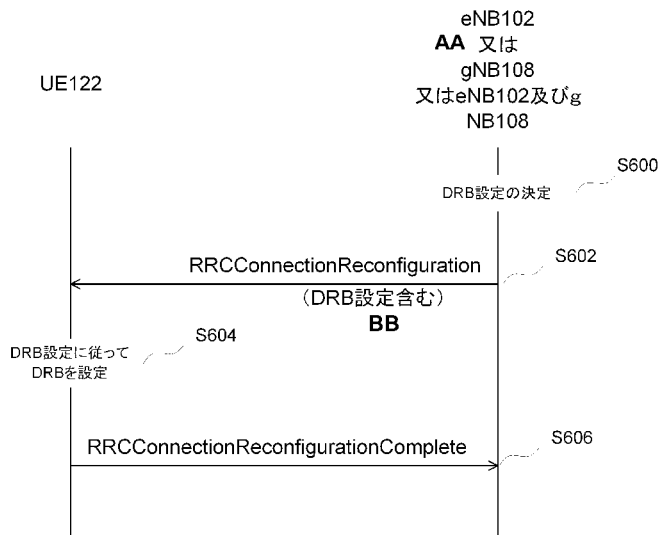 eNB102
AA 又は
gNB108
又はeNB102及びg
NB108
UE122
S600
DRB設定の決定
RRCConnectionReconfiguration
S602
（DRB設定含む）
BB
S604
DRB設定に従って
DRBを設定
RRCConnectionReconfigurationComplete
S606